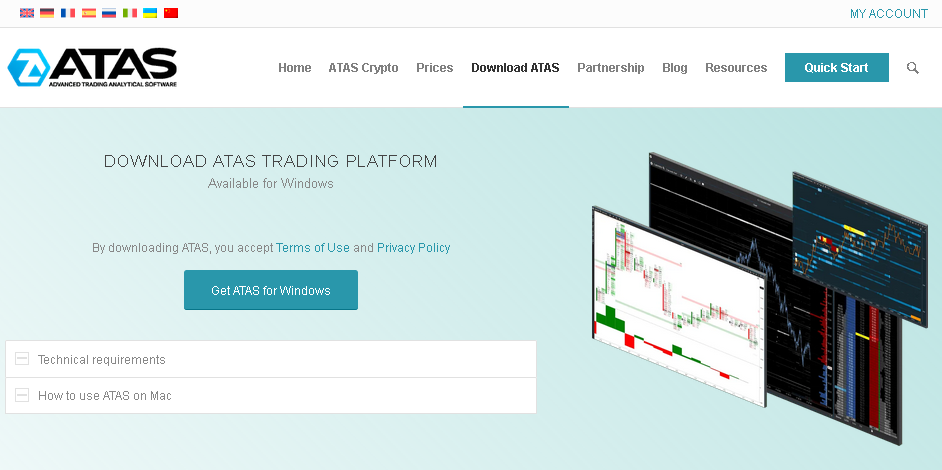 MY ACCOUNT
ATAS
ADVANCED TRADING ANALYTICAL SOFTWARE
Home ATAS Crypto Prices Download ATAS Partnership Blog Resources Quick Start
DOWNLOAD ATAS TRADING PLATFORM
Available for Windows
By downloading ATAS, you accept Terms of Use and Privacy Policy
Get ATAS for Windows
Technical requirements
How to use ATAS on Mac